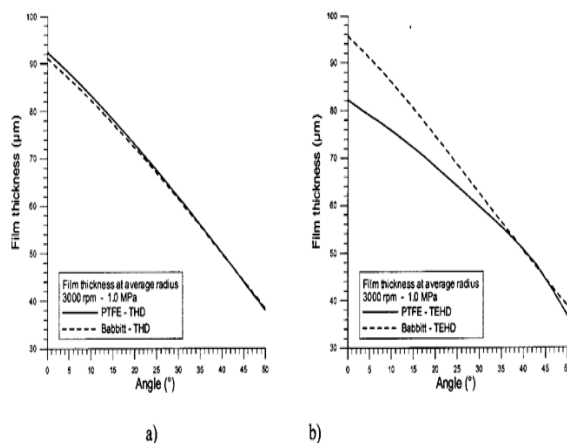 100
90
80
70
60
50
40
30
Film thickness (µm)
Film thickness at average radius
3000 rpm - 1.0 MPa
PTFE - THD
Babbitt - THD
0 5 10 15 20 25 30 35 40 45 50
Angle (°)
a)
100
90
80
70
60
50
40
30
Film thickness (µm)
Film thickness at average radius
3000 rpm - 1.0 MPa
PTFE - TEHD
Babbitt - TEHD
0 5 10 15 20 25 30 35 40 45 50
Angle (°)
b)